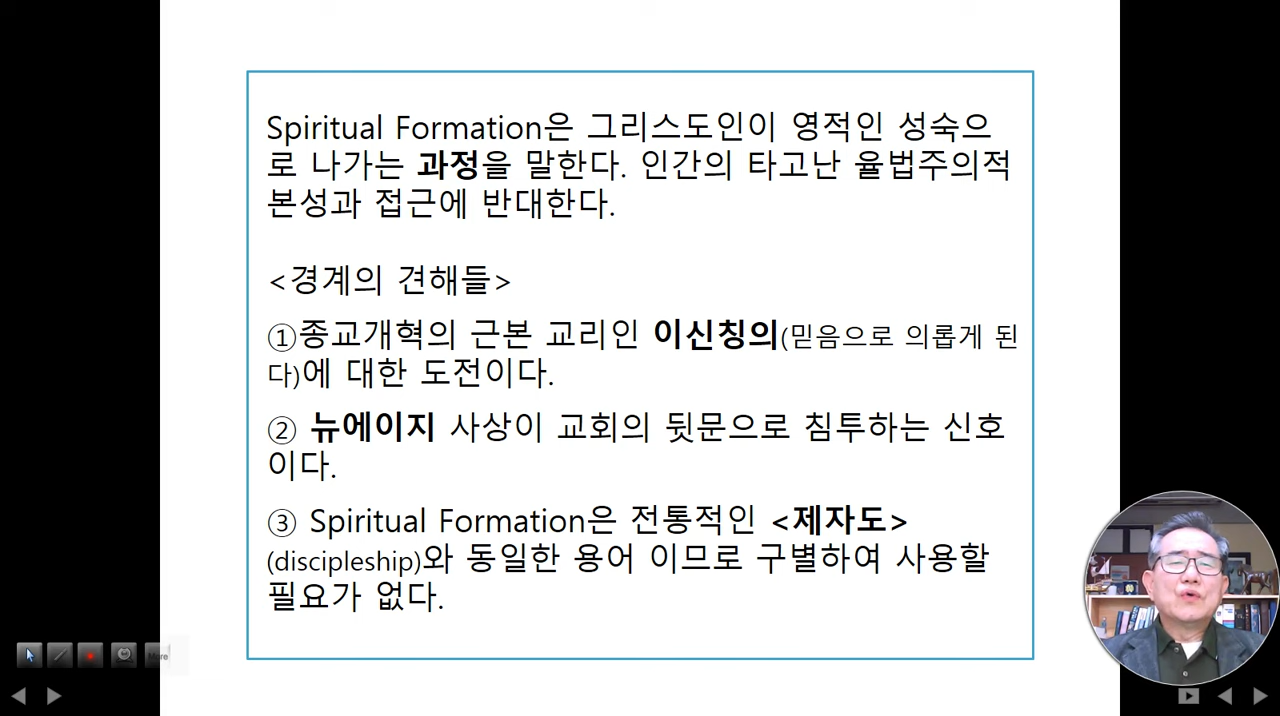 Spiritual Formation은 그리스도인이 영적인 성숙으
로 나가는 과정을 말한다. 인간의 타고난 율법주의적
본성과 접근에 반대한다.
<경계의 견해들>
①종교개혁의 근본 교리인 이신칭의(믿음으로 의롭게 된
다)에 대한 도전이다.
② 뉴에이지 사상이 교회의 뒷문으로 침투하는 신호
이다.
③ Spiritual Formation은 전통적인 <제자도>
(discipleship)와 동일한 용어 이므로 구별하여 사용할
필요가 없다.
More